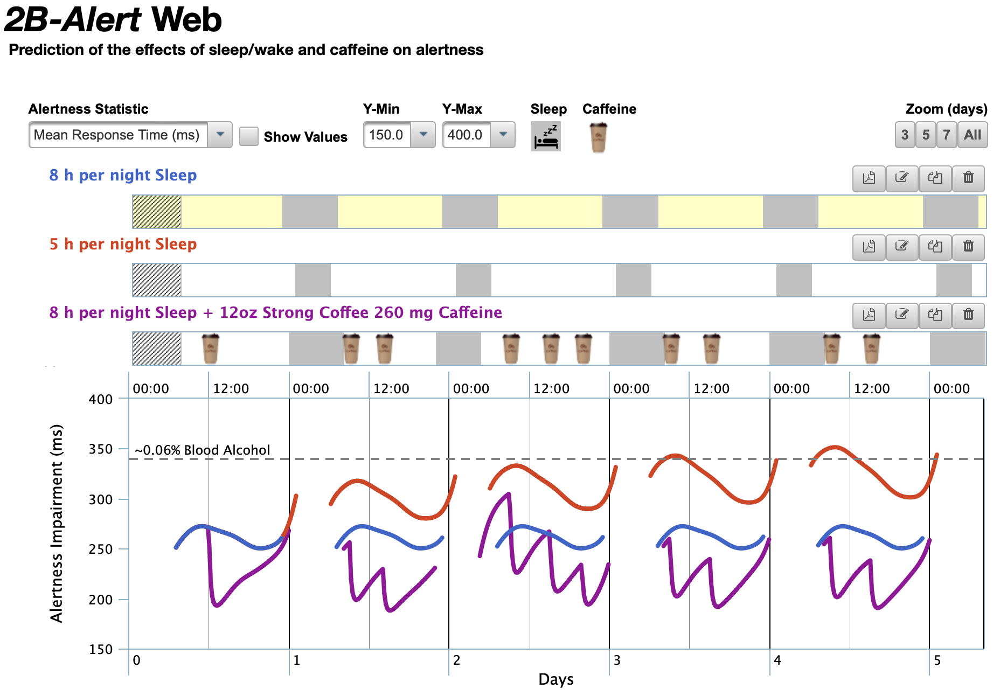 2B-Alert Web
Prediction of the effects of sleep/wake and caffeine on alertness
Alertness Statistic
Y-Min
Y-Max
Sleep
Caffeine
Zoom (days)
Mean Response Time (ms)
Show Values
150.0
400.0
zzZ
3 5 7 All
8 h per night Sleep
5 h per night Sleep
8 h per night Sleep + 12oz Strong Coffee 260 mg Caffeine
00:00 12:00 00:00 12:00 00:00 12:00 00:00 12:00 00:00 12:00 00:00
400
350
300
250
200
150
~0.06% Blood Alcohol
Alertness Impairment (ms)
0 1 2 3 4 5
Days